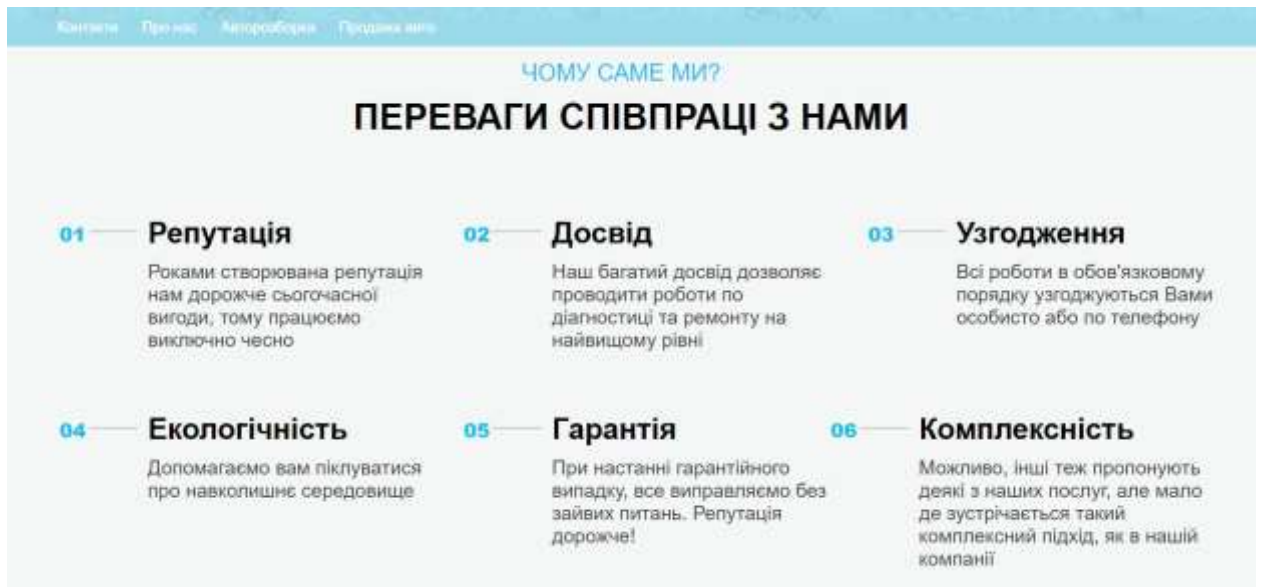 Контакти Про нас Авторозборка Продажа авто
ЧОМУ САМЕ МИ?
ПЕРЕВАГИ СПІВПРАЦІ З НАМИ
01 Репутація
Роками створювана репутація
нам дорожче сьогочасної
вигоди, тому працюємо
виключно чесно
02 Досвід
Наш багатий досвід дозволяє
проводити роботи по
діагностиці та ремонту на
найвищому рівні
03 Узгодження
Всі роботи в обов'язковому
порядку узгоджуються Вами
особисто або по телефону
04 Екологічність
Допомагаємо вам піклуватися
про навколишнє середовище
05 Гарантія
При настанні гарантійного
випадку, все виправляємо без
зайвих питань. Репутація
дорожче!
06 Комплексність
Можливо, інші теж пропонують
деякі з наших послуг, але мало
де зустрічається такий
комплексний підхід, як в нашій
компанії